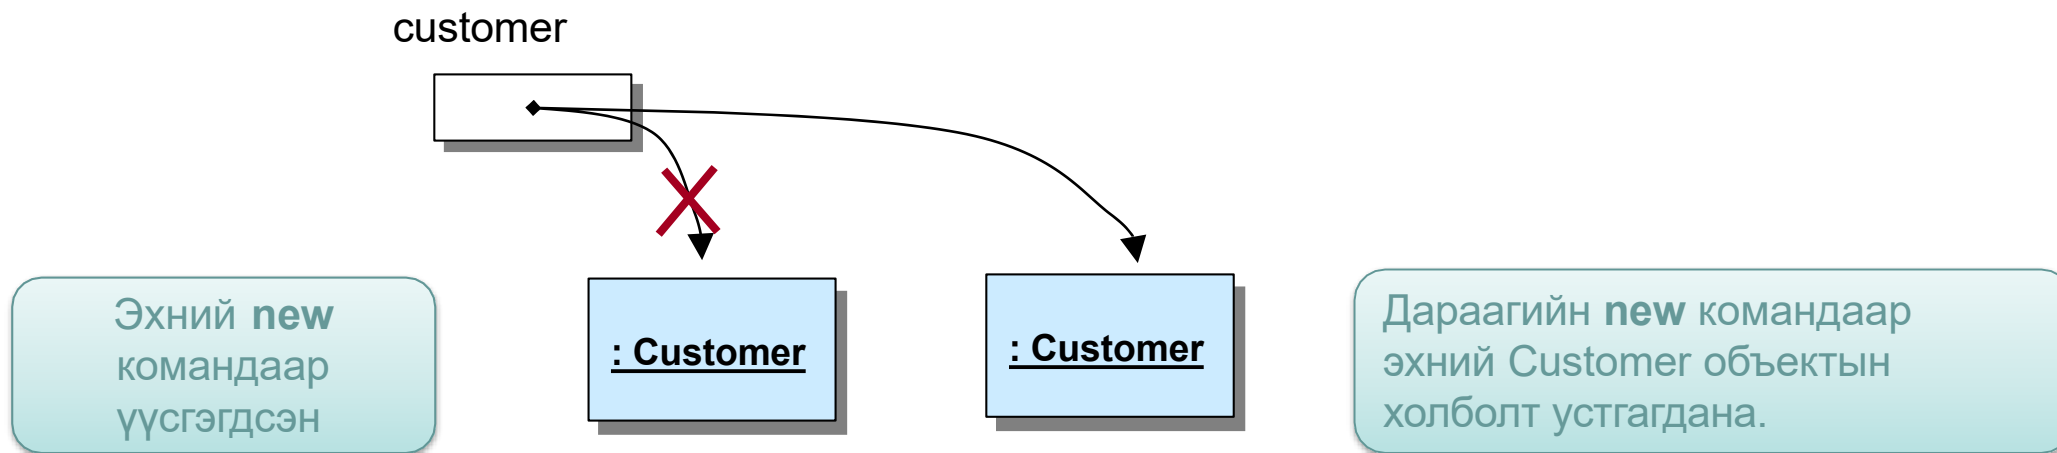 customer
Эхний new
командаар
үүсгэгдсэн
: Customer
: Customer
Дараагийн new командаар
эхний Customer объектын
холболт устгагдана.